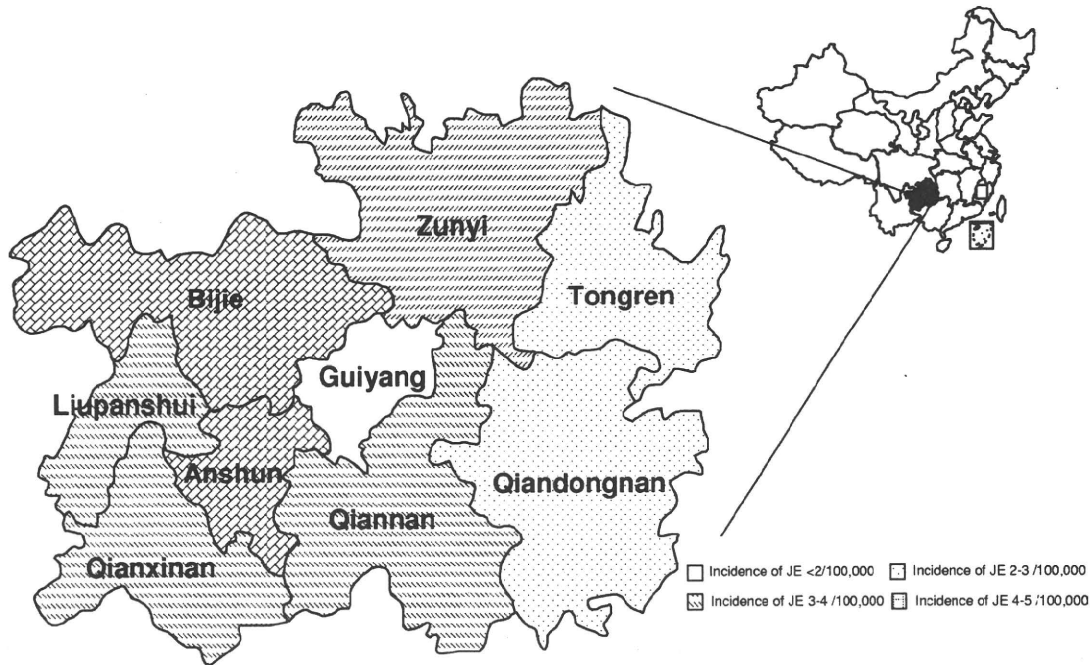 Zunyi
Bijie
Tongren
Guiyang
Liupanshui
Anshun
Qiandongnan
Qiannan
Qianxinan
Incidence of JE <2/100,000
Incidence of JE 2-3 /100,000
Incidence of JE 3-4 /100,000
Incidence of JE 4-5 /100,000